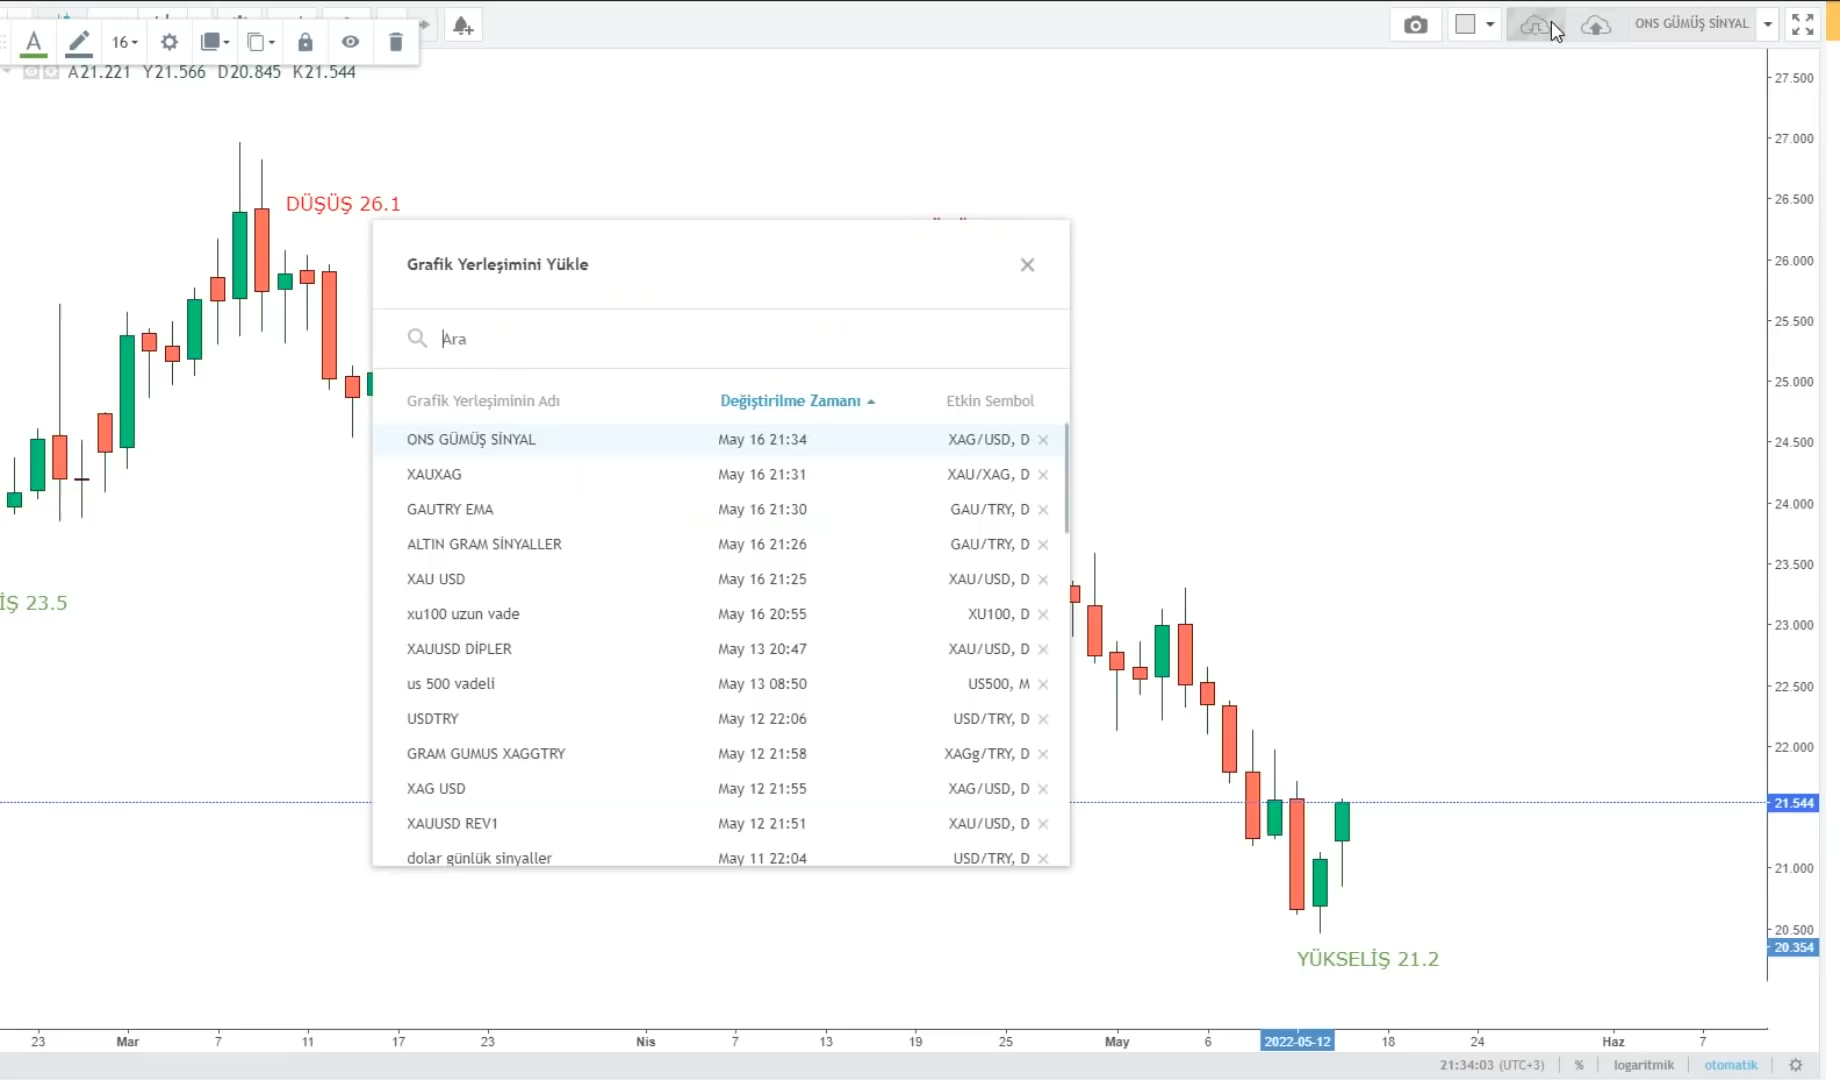 16
ONS GÜMÜŞ SİNYAL
A21.221 Y21.566 D20.845 K21.544
27.500
27.000
DÜŞÜŞ 26.1
26.500
26.000
25.500
25.000
24.500
24.000
23.500
23.000
22.500
22.000
21.544
21.000
20.500
20.354
İŞ 23.5
Grafik Yerleşimini Yükle
Ara
Grafik Yerleşiminin Adı Değiştirilme Zamanı Etkin Sembol
ONS GÜMÜŞ SİNYAL May 16 21:34 XAG/USD, D
XAUXAG May 16 21:31 XAU/XAG, D
GAUTRY EMA May 16 21:30 GAU/TRY, D
ALTIN GRAM SİNYALLER May 16 21:26 GAU/TRY, D
XAU USD May 16 21:25 XAU/USD, D
xu100 uzun vade May 16 20:55 XU100, D
XAUUSD DİPLER May 13 20:47 XAU/USD, D
us 500 vadeli May 13 08:50 US500, M
USDTRY May 12 22:06 USD/TRY, D
GRAM GUMUS XAGGTRY May 12 21:58 XAGg/TRY, D
XAG USD May 12 21:55 XAG/USD, D
XAUUSD REV1 May 12 21:51 XAU/USD, D
dolar günlük sinyaller May 11 22:04 USD/TRY, D
YÜKSELİŞ 21.2
23 Mar 7 11 17 23 Nis 7 13 19 25 May 6 2022-05-12 18 24 Haz 7
21:34:03 (UTC+3) % logaritmik otomatik